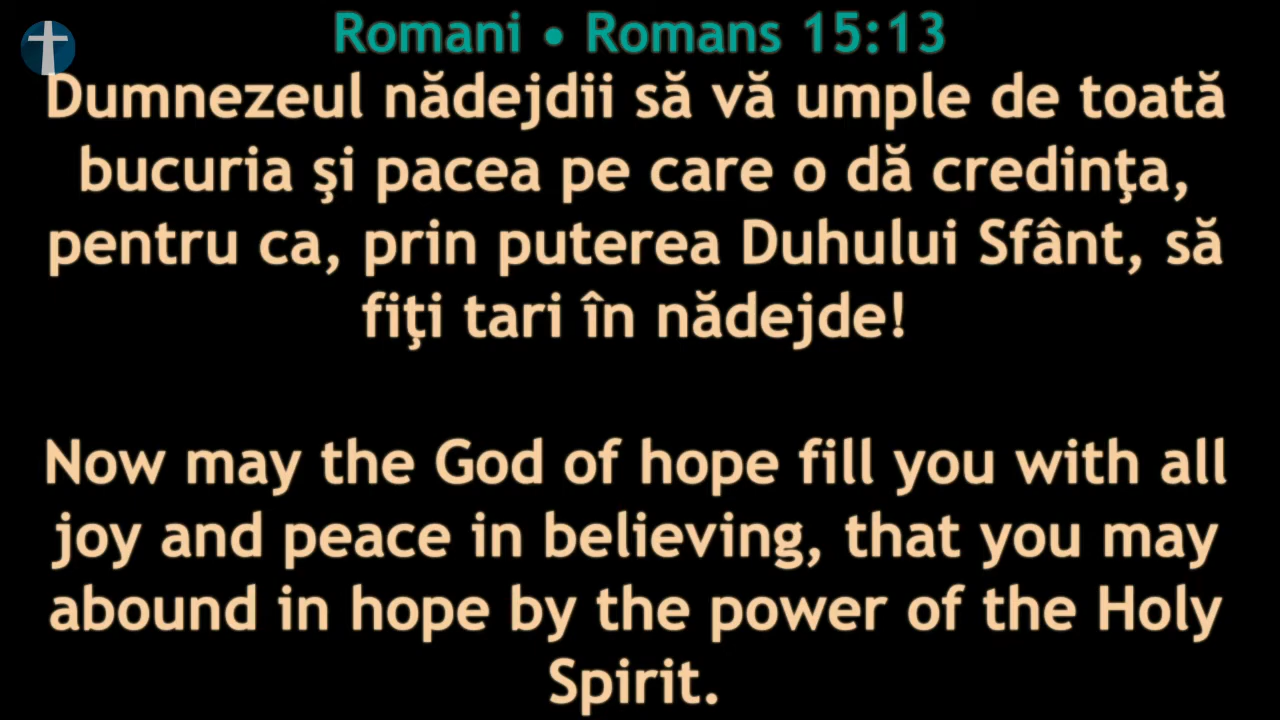 Romani • Romans 15:13
Dumnezeul nădejdii să vă umple de toată
bucuria şi pacea pe care o dă credinţa,
pentru ca, prin puterea Duhului Sfânt, să
fiţi tari în nădejde!
Now may the God of hope fill you with all
joy and peace in believing, that you may
abound in hope by the power of the Holy
Spirit.